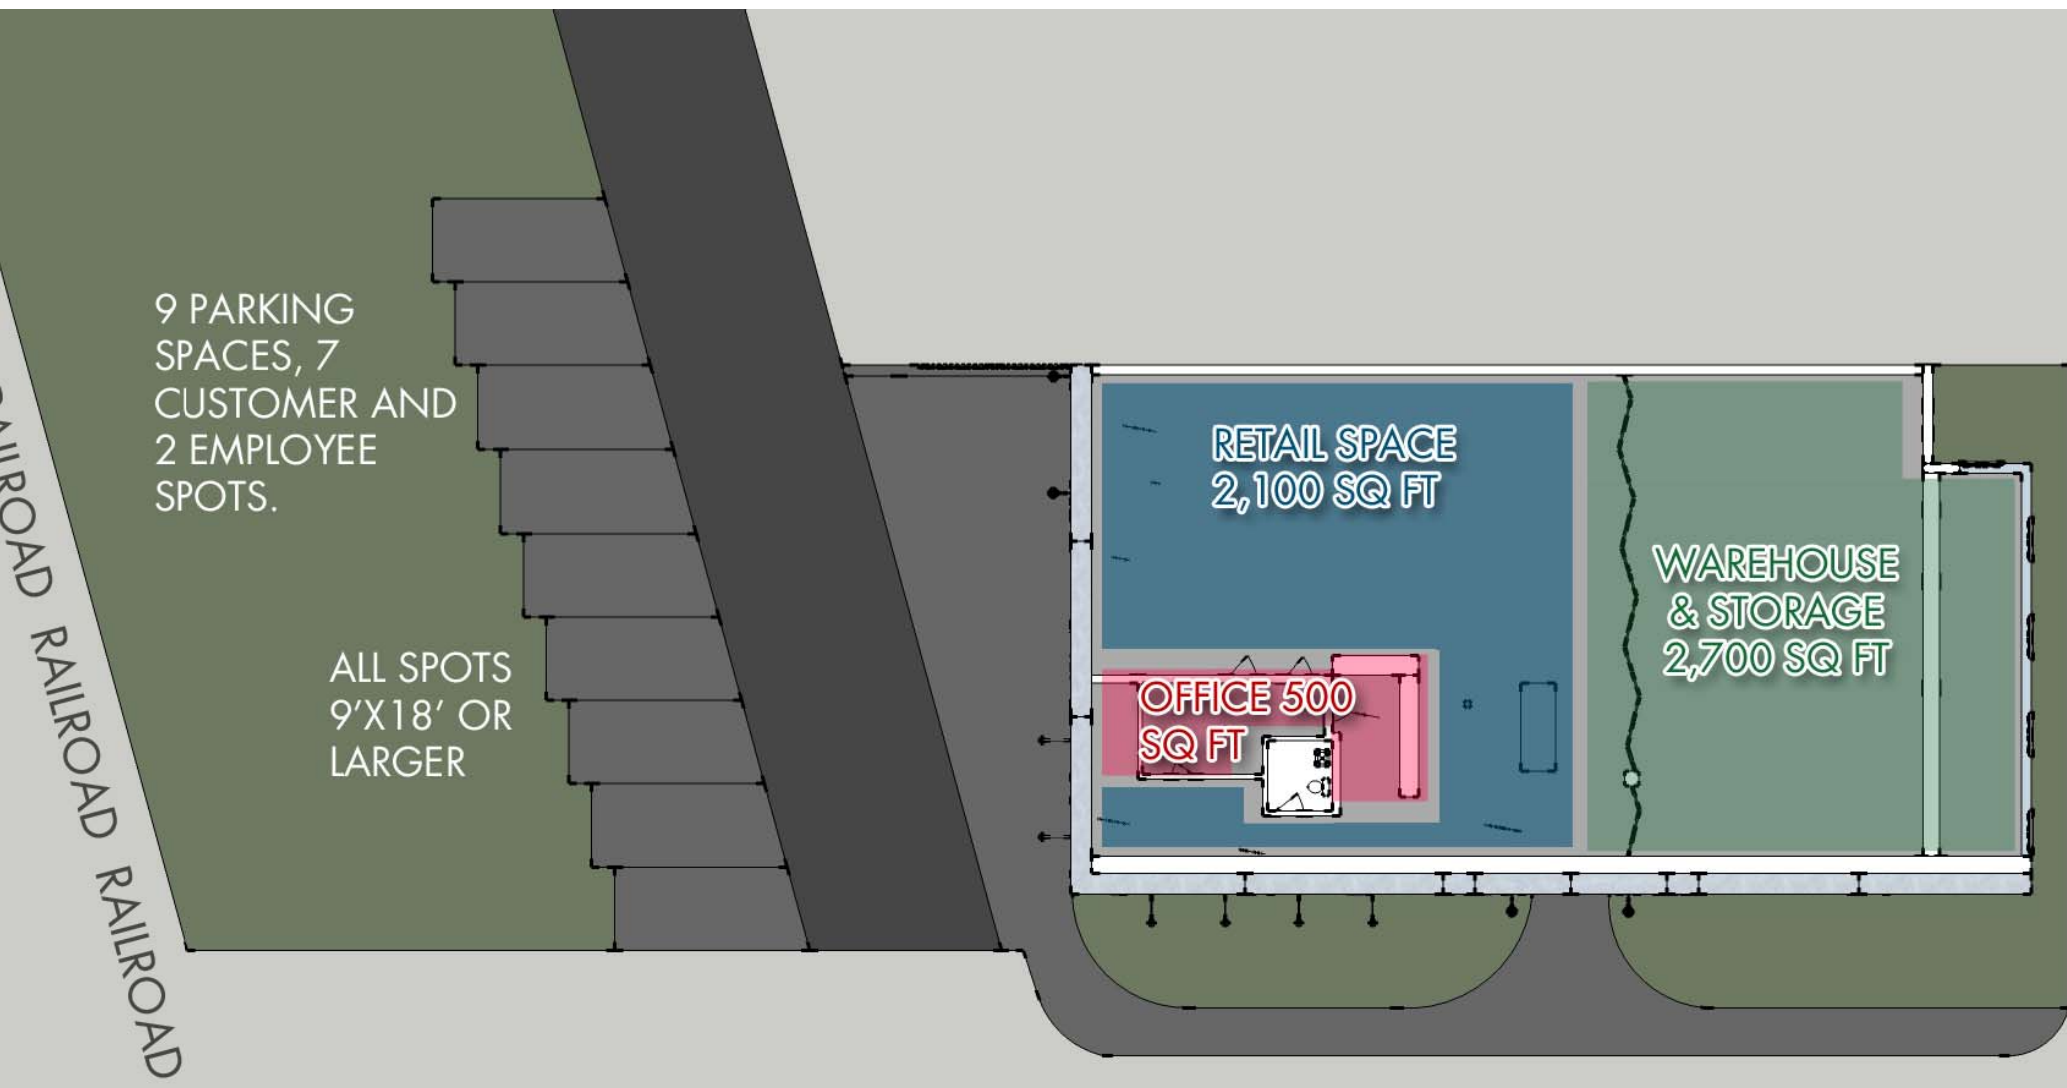 9 PARKING
SPACES, 7
CUSTOMER AND
2 EMPLOYEE
SPOTS.
ALL SPOTS
9'X18' OR
LARGER
RAILROAD RAILROAD RAILROAD
RETAIL SPACE
2,100 SQ FT
OFFICE 500
SQ FT
WAREHOUSE
& STORAGE
2,700 SQ FT